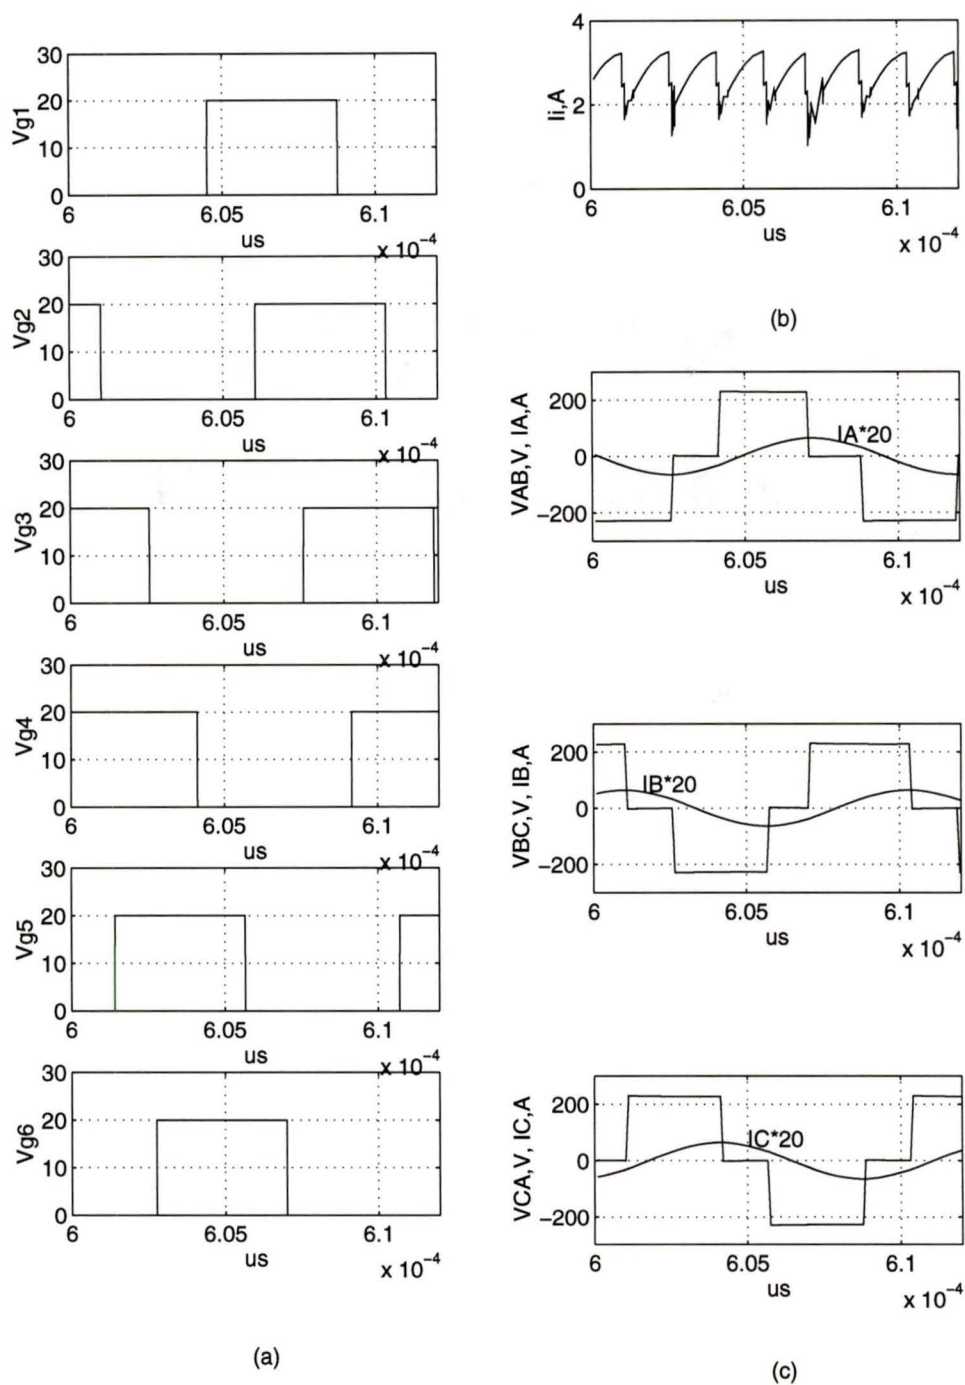 30
20
10
0
Vg1
6
6.05
6.1
us
x 10⁻⁴
30
20
10
0
Vg2
6
6.05
6.1
us
x 10⁻⁴
30
20
10
0
Vg3
6
6.05
6.1
us
x 10⁻⁴
30
20
10
0
Vg4
6
6.05
6.1
us
x 10⁻⁴
30
20
10
0
Vg5
6
6.05
6.1
us
x 10⁻⁴
30
20
10
0
Vg6
6
6.05
6.1
us
x 10⁻⁴
(a)
4
2
0
Ii,A
6
6.05
6.1
us
x 10⁻⁴
(b)
200
0
−200
VAB,V, IA,A
IA*20
6
6.05
6.1
us
x 10⁻⁴
200
0
−200
VBC,V, IB,A
IB*20
6
6.05
6.1
us
x 10⁻⁴
200
0
−200
VCA,V, IC,A
IC*20
6
6.05
6.1
us
x 10⁻⁴
(c)